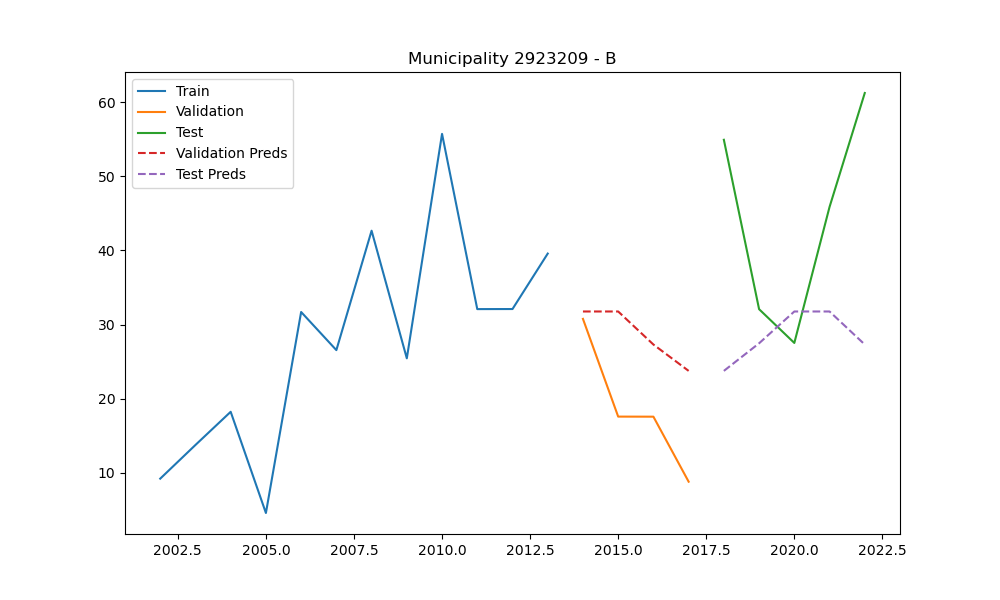 Municipality 2923209 - B
Train
Validation
Test
Validation Preds
Test Preds
60
50
40
30
20
10
2002.5 2005.0 2007.5 2010.0 2012.5 2015.0 2017.5 2020.0 2022.5